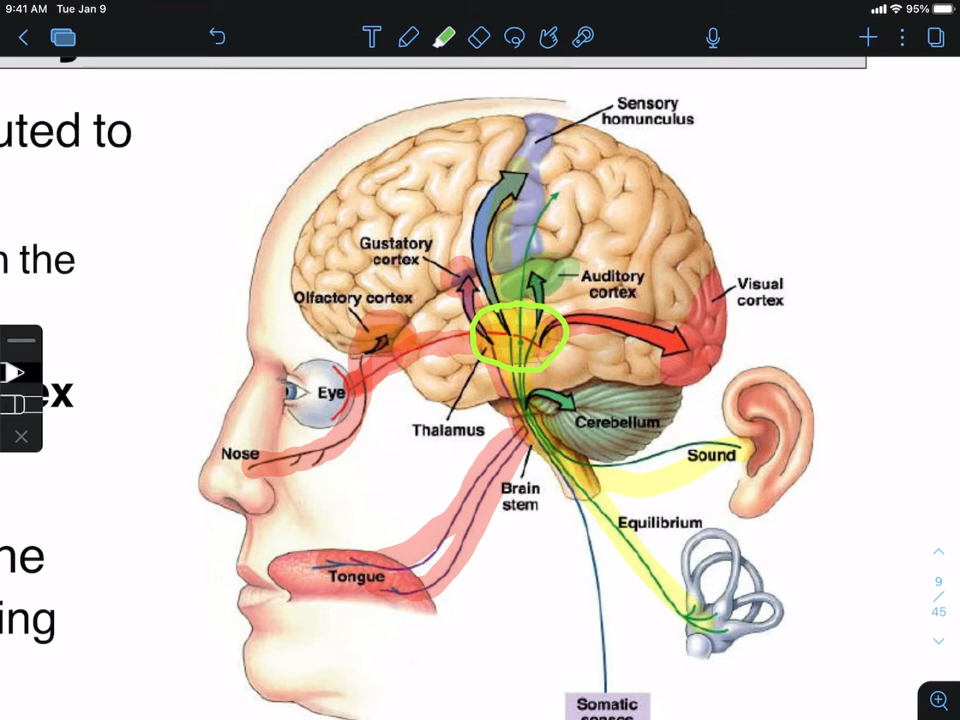 9:41 AM Tue Jan 9
95%
uted to
n the
ex
ne
ing
Sensory
homunculus
Gustatory
cortex
Auditory
cortex
Visual
cortex
Olfactory cortex
Eye
Thalamus
Cerebellum
Nose
Sound
Brain
stem
Equilibrium
Tongue
Somatic
9
/
45